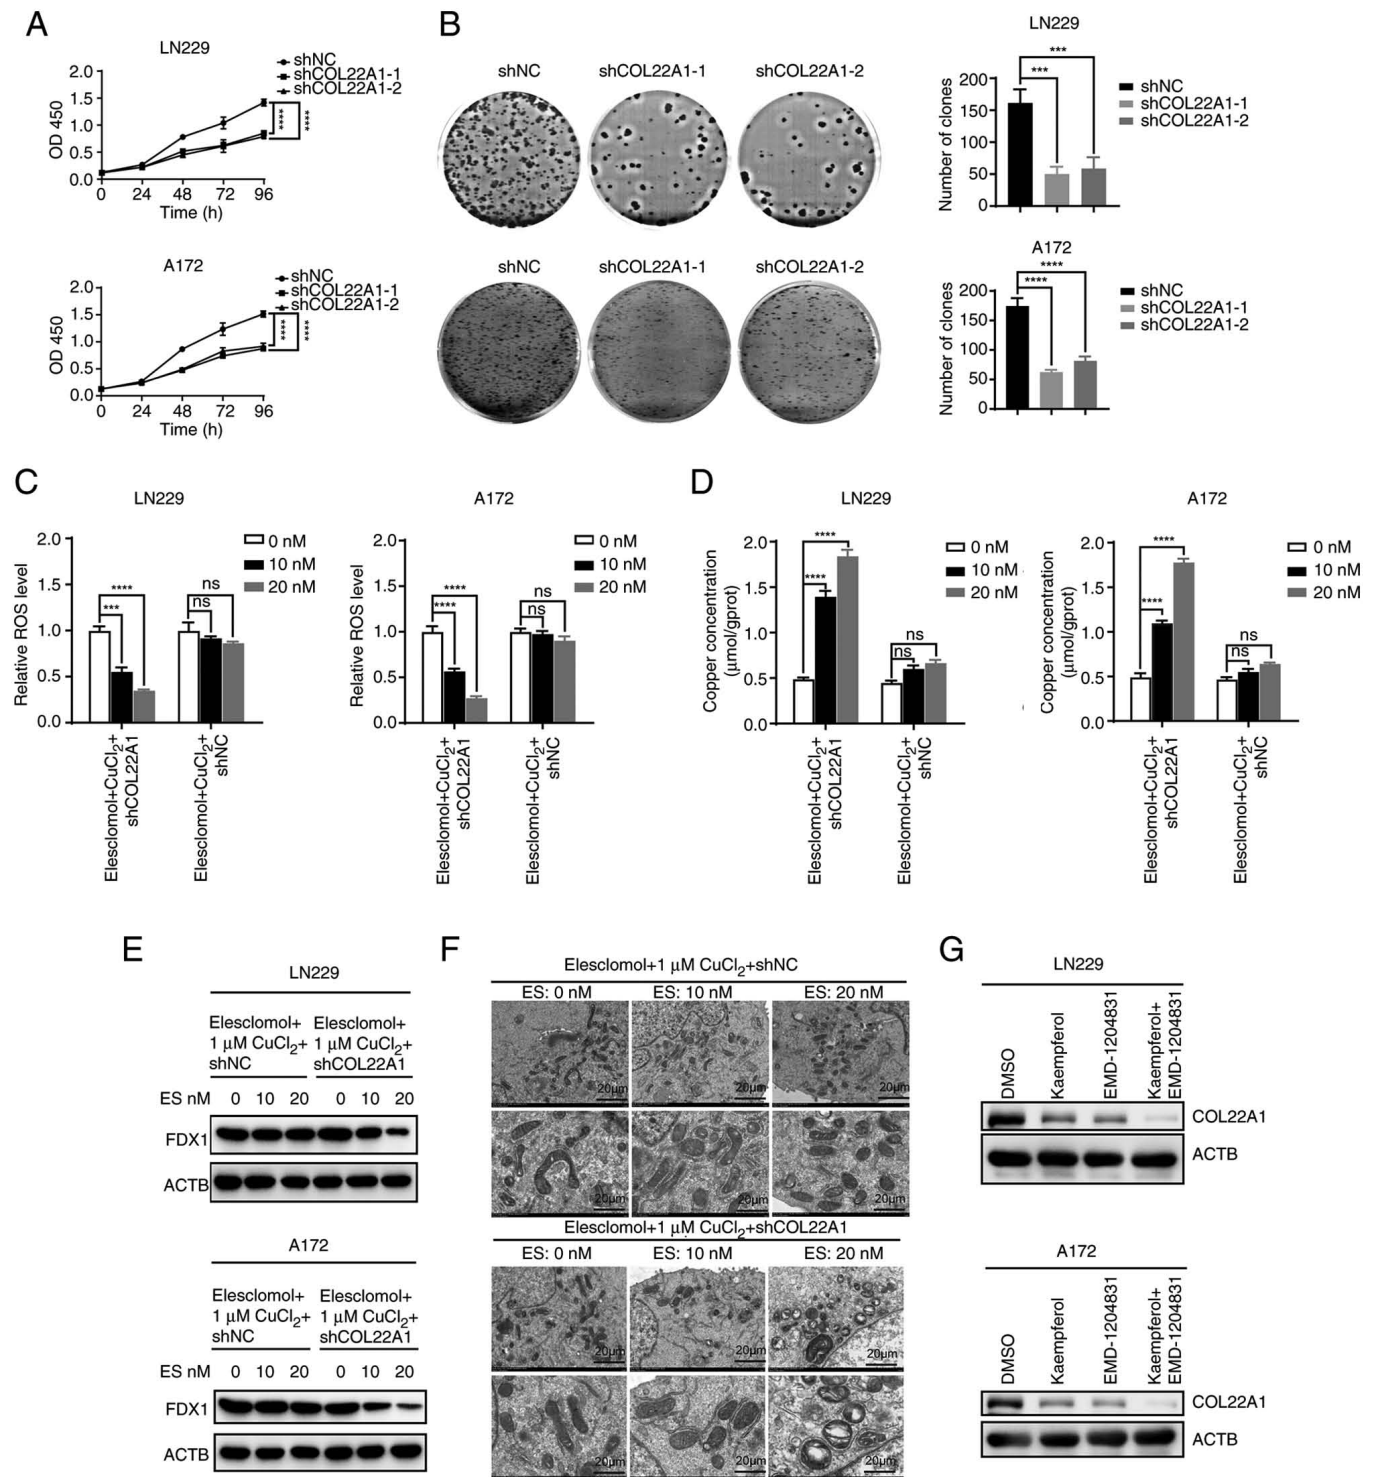 A
LN229
shNC
shCOL22A1-1
shCOL22A1-2
OD 450
2.0
1.5
1.0
0.5
0.0
0 24 48 72 96
Time (h)
****
****
A172
shNC
shCOL22A1-1
shCOL22A1-2
OD 450
2.0
1.5
1.0
0.5
0.0
0 24 48 72 96
Time (h)
****
****
B
shNC shCOL22A1-1 shCOL22A1-2
shNC shCOL22A1-1 shCOL22A1-2
LN229
Number of clones
200
150
100
50
0
***
***
shNC
shCOL22A1-1
shCOL22A1-2
A172
Number of clones
200
150
100
50
0
****
****
shNC
shCOL22A1-1
shCOL22A1-2
C
LN229
Relative ROS level
2.0
1.5
1.0
0.5
0.0
0 nM
10 nM
20 nM
****
***
ns
ns
Elesclomol+CuCl2+
shCOL22A1
Elesclomol+CuCl2+
shNC
A172
Relative ROS level
2.0
1.5
1.0
0.5
0.0
0 nM
10 nM
20 nM
****
****
ns
ns
Elesclomol+CuCl2+
shCOL22A1
Elesclomol+CuCl2+
shNC
D
LN229
Copper concentration
(µmol/gprot)
2.0
1.5
1.0
0.5
0.0
0 nM
10 nM
20 nM
****
****
ns
ns
Elesclomol+CuCl2+
shCOL22A1
Elesclomol+CuCl2+
shNC
A172
Copper concentration
(µmol/gprot)
2.0
1.5
1.0
0.5
0.0
0 nM
10 nM
20 nM
****
****
ns
ns
Elesclomol+CuCl2+
shCOL22A1
Elesclomol+CuCl2+
shNC
E
LN229
Elesclomol+ Elesclomol+
1 µM CuCl2+ 1 µM CuCl2+
shNC shCOL22A1
ES nM 0 10 20 0 10 20
FDX1
ACTB
A172
Elesclomol+ Elesclomol+
1 µM CuCl2+ 1 µM CuCl2+
shNC shCOL22A1
ES nM 0 10 20 0 10 20
FDX1
ACTB
F
Elesclomol+1 µM CuCl2+shNC
ES: 0 nM ES: 10 nM ES: 20 nM
20µm 20µm 20µm
20µm 20µm 20µm
Elesclomol+1 µM CuCl2+shCOL22A1
ES: 0 nM ES: 10 nM ES: 20 nM
20µm 20µm 20µm
20µm 20µm 20µm
G
LN229
DMSO
Kaempferol
EMD-1204831
Kaempferol+
EMD-1204831
COL22A1
ACTB
A172
DMSO
Kaempferol
EMD-1204831
Kaempferol+
EMD-1204831
COL22A1
ACTB